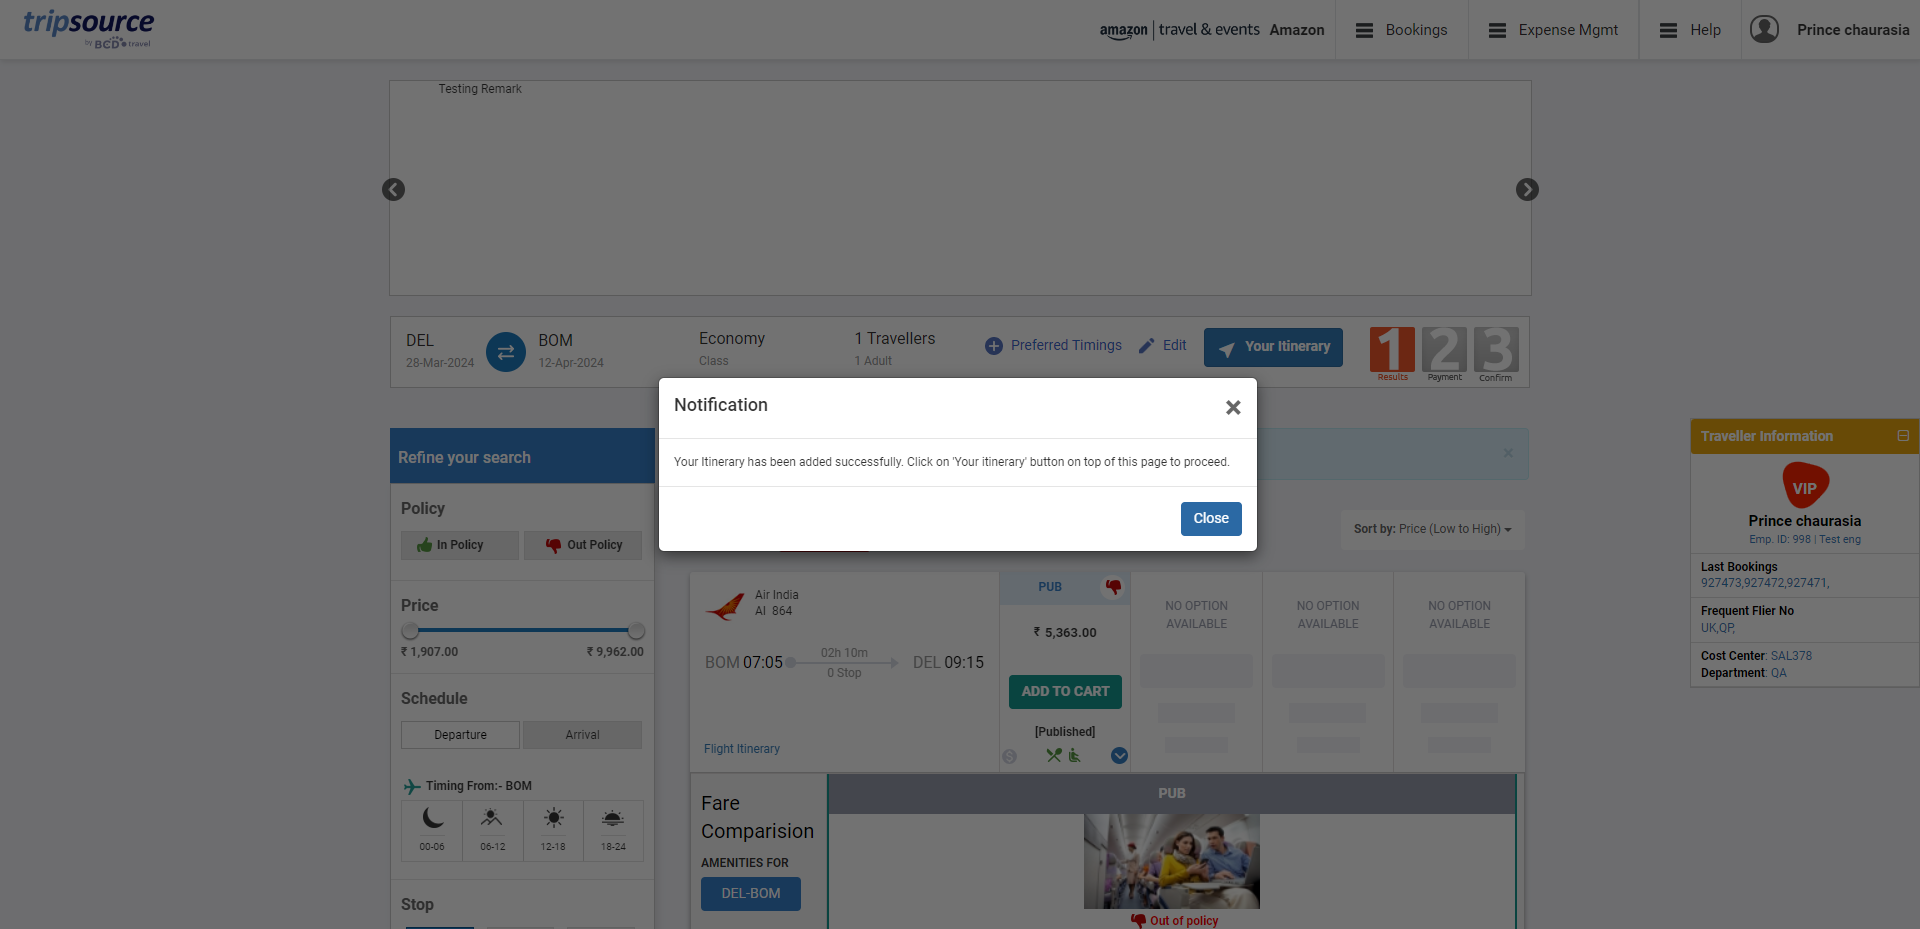 tripsource
by BCD travel
amazon | travel & events Amazon
Bookings
Expense Mgmt
Help
Prince chaurasia
Testing Remark
DEL
28-Mar-2024
BOM
12-Apr-2024
Economy
Class
1 Travellers
1 Adult
Preferred Timings
Edit
Your Itinerary
1 Results
2 Payment
3 Confirm
Notification
×
Your Itinerary has been added successfully. Click on 'Your itinerary' button on top of this page to proceed.
Close
×
Refine your search
Policy
In Policy
Out Policy
Price
₹ 1,907.00
₹ 9,962.00
Schedule
Departure
Arrival
Timing From:- BOM
00-06
06-12
12-18
18-24
Stop
Sort by: Price (Low to High)
Air India
AI 864
BOM 07:05
02h 10m
0 Stop
DEL 09:15
Flight Itinerary
PUB
₹ 5,363.00
ADD TO CART
[Published]
NO OPTION
AVAILABLE
NO OPTION
AVAILABLE
NO OPTION
AVAILABLE
Fare
Comparision
AMENITIES FOR
DEL-BOM
PUB
Out of policy
Traveller Information
VIP
Prince chaurasia
Emp. ID: 998 | Test eng
Last Bookings
927473,927472,927471,
Frequent Flier No
UK,QP,
Cost Center: SAL378
Department: QA